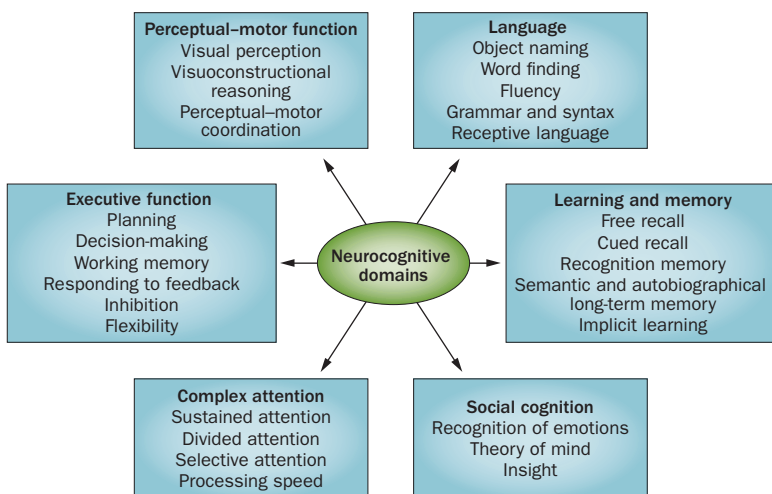 Perceptual–motor function
Visual perception
Visuoconstructional
reasoning
Perceptual–motor
coordination
Language
Object naming
Word finding
Fluency
Grammar and syntax
Receptive language
Executive function
Planning
Decision-making
Working memory
Responding to feedback
Inhibition
Flexibility
Neurocognitive
domains
Learning and memory
Free recall
Cued recall
Recognition memory
Semantic and autobiographical
long-term memory
Implicit learning
Complex attention
Sustained attention
Divided attention
Selective attention
Processing speed
Social cognition
Recognition of emotions
Theory of mind
Insight